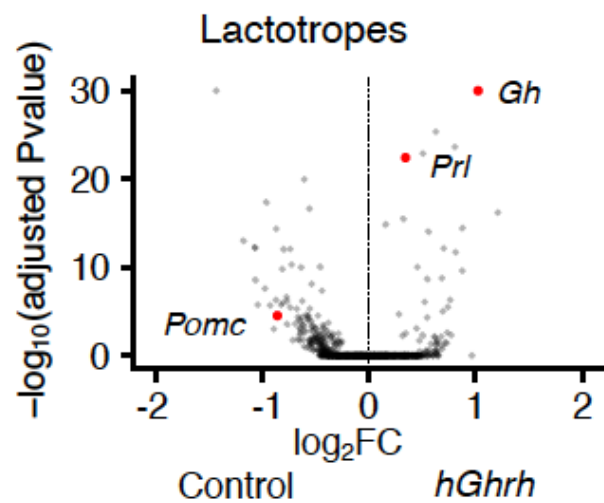 Lactotropes
−log₁₀(adjusted Pvalue)
30
20
10
0
Gh
Prl
Pomc
-2 -1 0 1 2
log₂FC
Control hGhrh